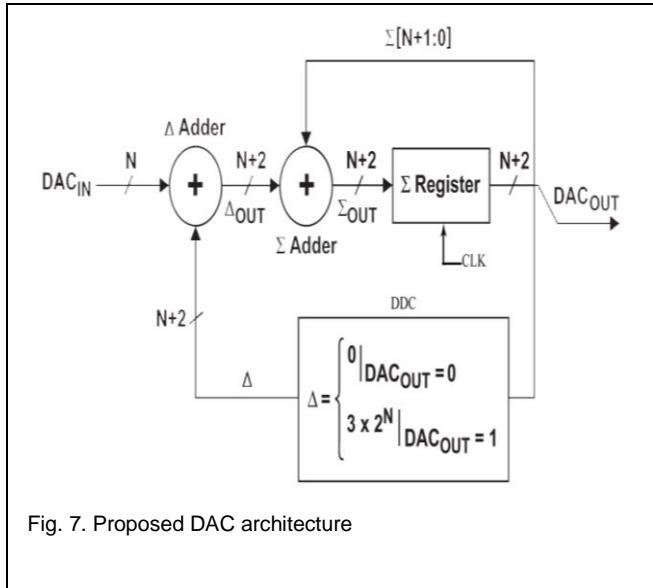 Σ[N+1:0]
Δ Adder
N
N+2
N+2
N+2
DAC_IN
+
+
Σ Register
DAC_OUT
Δ_OUT
Σ_OUT
Σ Adder
CLK
DDC
N+2
Δ
Δ = { 0|DAC_OUT = 0
3 x 2^N|DAC_OUT = 1
Fig. 7. Proposed DAC architecture